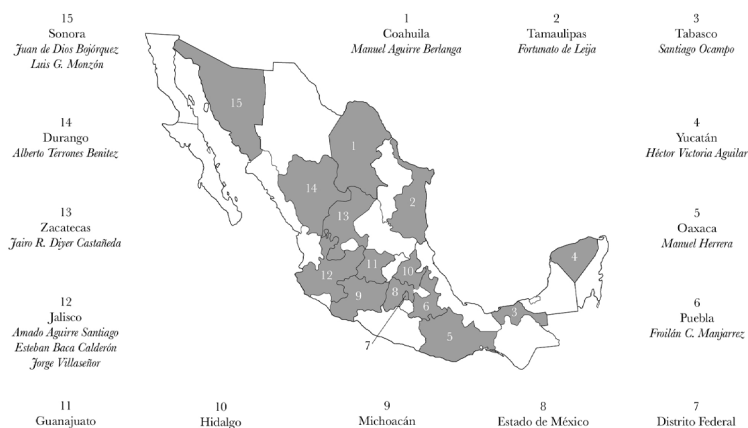 15
Sonora
Juan de Dios Bojórquez
Luis G. Monzón
1
Coahuila
Manuel Aguirre Berlanga
2
Tamaulipas
Fortunato de Leija
3
Tabasco
Santiago Ocampo
14
Durango
Alberto Terrones Benitez
4
Yucatán
Héctor Victoria Aguilar
13
Zacatecas
Jairo R. Dyer Castañeda
5
Oaxaca
Manuel Herrera
12
Jalisco
Amado Aguirre Santiago
Esteban Baca Calderón
Jorge Villaseñor
6
Puebla
Froilán C. Manjarrez
15
1
14
2
13
4
11
10
12
9
8
6
3
5
7
11
Guanajuato
10
Hidalgo
9
Michoacán
8
Estado de México
7
Distrito Federal